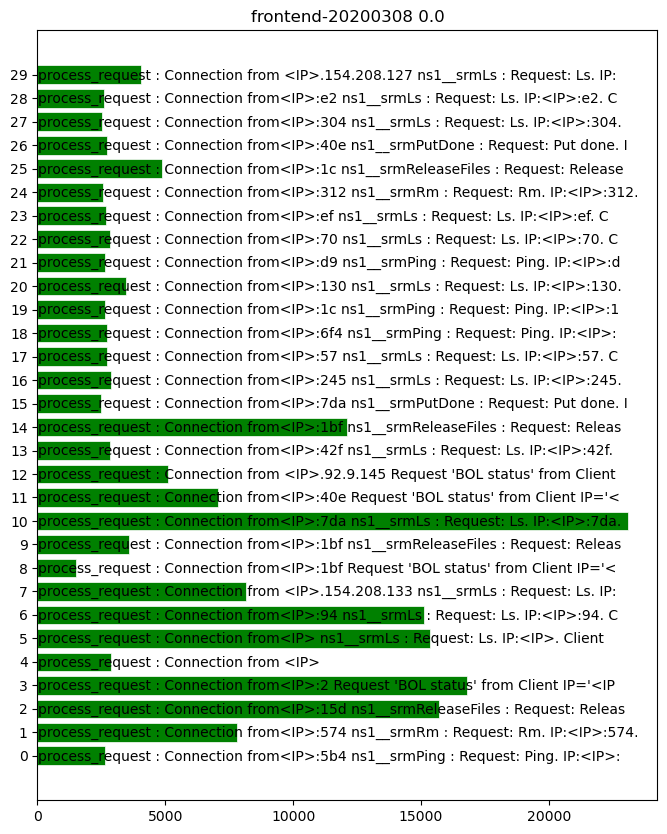 frontend-20200308 0.0
29 process_request : Connection from <IP>.154.208.127 ns1__srmLs : Request: Ls. IP:
28 process_request : Connection from<IP>:e2 ns1__srmLs : Request: Ls. IP:<IP>:e2. C
27 process_request : Connection from<IP>:304 ns1__srmLs : Request: Ls. IP:<IP>:304.
26 process_request : Connection from<IP>:40e ns1__srmPutDone : Request: Put done. I
25 process_request : Connection from<IP>:1c ns1__srmReleaseFiles : Request: Release
24 process_request : Connection from<IP>:312 ns1__srmRm : Request: Rm. IP:<IP>:312.
23 process_request : Connection from<IP>:ef ns1__srmLs : Request: Ls. IP:<IP>:ef. C
22 process_request : Connection from<IP>:70 ns1__srmLs : Request: Ls. IP:<IP>:70. C
21 process_request : Connection from<IP>:d9 ns1__srmPing : Request: Ping. IP:<IP>:d
20 process_request : Connection from<IP>:130 ns1__srmLs : Request: Ls. IP:<IP>:130.
19 process_request : Connection from<IP>:1c ns1__srmPing : Request: Ping. IP:<IP>:1
18 process_request : Connection from<IP>:6f4 ns1__srmPing : Request: Ping. IP:<IP>:
17 process_request : Connection from<IP>:57 ns1__srmLs : Request: Ls. IP:<IP>:57. C
16 process_request : Connection from<IP>:245 ns1__srmLs : Request: Ls. IP:<IP>:245.
15 process_request : Connection from<IP>:7da ns1__srmPutDone : Request: Put done. I
14 process_request : Connection from<IP>:1bf ns1__srmReleaseFiles : Request: Releas
13 process_request : Connection from<IP>:42f ns1__srmLs : Request: Ls. IP:<IP>:42f.
12 process_request : Connection from <IP>.92.9.145 Request 'BOL status' from Client
11 process_request : Connection from<IP>:40e Request 'BOL status' from Client IP='<
10 process_request : Connection from<IP>:7da ns1__srmLs : Request: Ls. IP:<IP>:7da.
9 process_request : Connection from<IP>:1bf ns1__srmReleaseFiles : Request: Releas
8 process_request : Connection from<IP>:1bf Request 'BOL status' from Client IP='<
7 process_request : Connection from <IP>.154.208.133 ns1__srmLs : Request: Ls. IP:
6 process_request : Connection from<IP>:94 ns1__srmLs : Request: Ls. IP:<IP>:94. C
5 process_request : Connection from<IP> ns1__srmLs : Request: Ls. IP:<IP>. Client
4 process_request : Connection from <IP>
3 process_request : Connection from<IP>:2 Request 'BOL status' from Client IP='<IP
2 process_request : Connection from<IP>:15d ns1__srmReleaseFiles : Request: Releas
1 process_request : Connection from<IP>:574 ns1__srmRm : Request: Rm. IP:<IP>:574.
0 process_request : Connection from<IP>:5b4 ns1__srmPing : Request: Ping. IP:<IP>:
0 5000 10000 15000 20000